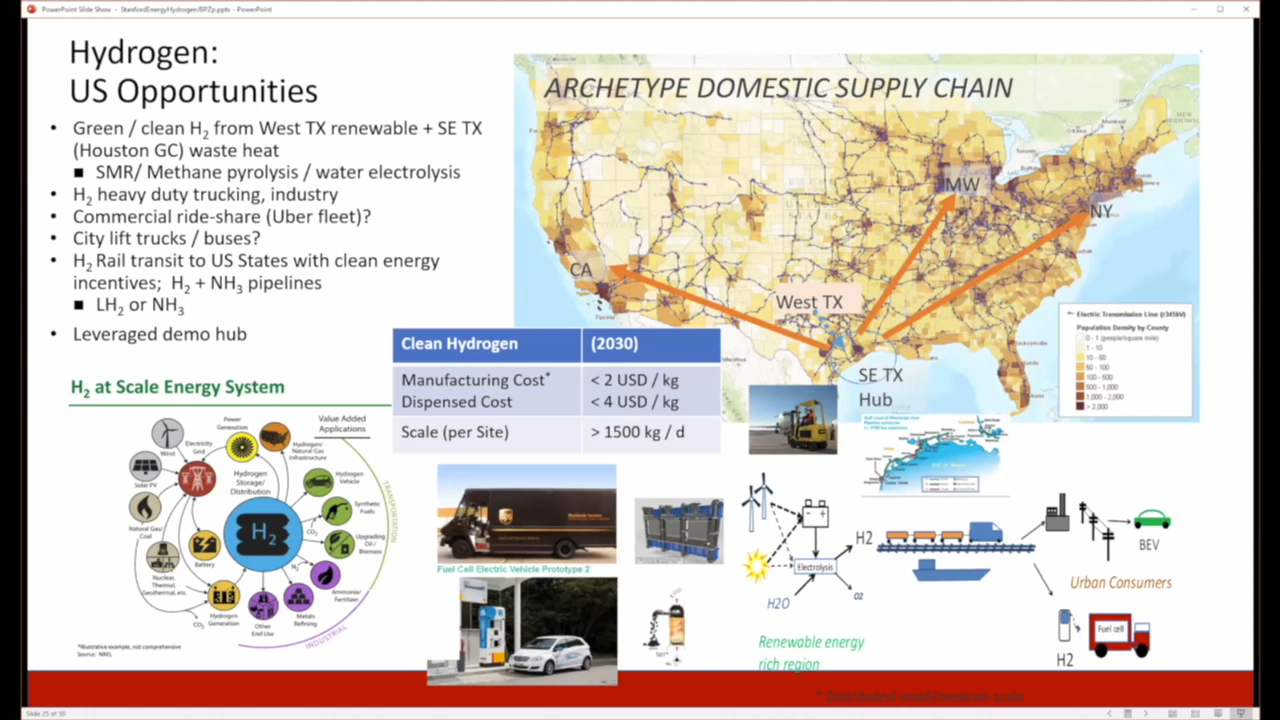 PowerPoint Slide Show - StanfordEnergyHydrogenJBPZp.ppts - PowerPoint
Hydrogen:
US Opportunities
• Green / clean H2 from West TX renewable + SE TX
(Houston GC) waste heat
■ SMR/ Methane pyrolysis / water electrolysis
• H2 heavy duty trucking, industry
• Commercial ride-share (Uber fleet)?
• City lift trucks / buses?
• H2 Rail transit to US States with clean energy
incentives; H2 + NH3 pipelines
■ LH2 or NH3
• Leveraged demo hub
ARCHETYPE DOMESTIC SUPPLY CHAIN
MW
NY
CA
West TX
SE TX
Hub
Electric Transmission Line (≥345kV)
Population Density by County
0 - 1 (people/square mile)
1 - 10
10 - 50
50 - 100
100 - 500
500 - 1,000
1,000 - 2,000
> 2,000
Clean Hydrogen (2030)
Manufacturing Cost* < 2 USD / kg
Dispensed Cost < 4 USD / kg
Scale (per Site) > 1500 kg / d
H2 at Scale Energy System
Value Added
Applications
Power
Generation
Wind
Electricity
Grid
Hydrogen/
Natural Gas
Infrastructure
Solar PV
Hydrogen
Storage/
Distribution
Hydrogen
Vehicle
TRANSPORTATION
Natural Gas/
Coal
H2
Synthetic
Fuels
CO2
Upgrading
Oil /
Biomass
Battery
Nuclear,
Thermal,
Geothermal, etc.
N2
Ammonia/
Fertilizer
CO2
Hydrogen
Generation
Other
End Use
Metals
Refining
INDUSTRIAL
*Illustrative example, not comprehensive
Source: NREL
ups
Fuel Cell Electric Vehicle Prototype 2
Electrolysis
H2
H2O
O2
Renewable energy
rich region
BEV
Urban Consumers
Fuel cell
H2
Slide 25 of 30